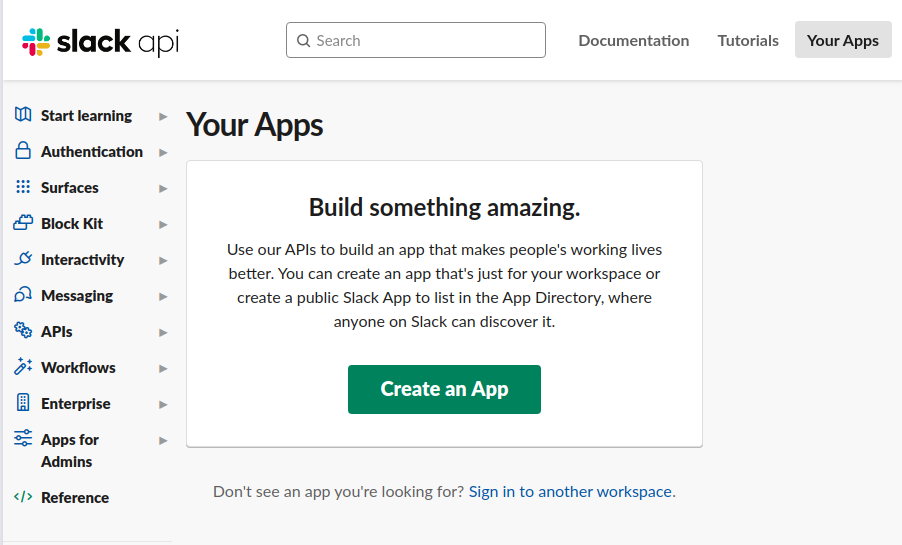 slack api
Search
Documentation
Tutorials
Your Apps
Start learning
Authentication
Surfaces
Block Kit
Interactivity
Messaging
APIs
Workflows
Enterprise
Apps for
Admins
Reference
Your Apps
Build something amazing.
Use our APIs to build an app that makes people's working lives
better. You can create an app that's just for your workspace or
create a public Slack App to list in the App Directory, where
anyone on Slack can discover it.
Create an App
Don't see an app you're looking for? Sign in to another workspace.